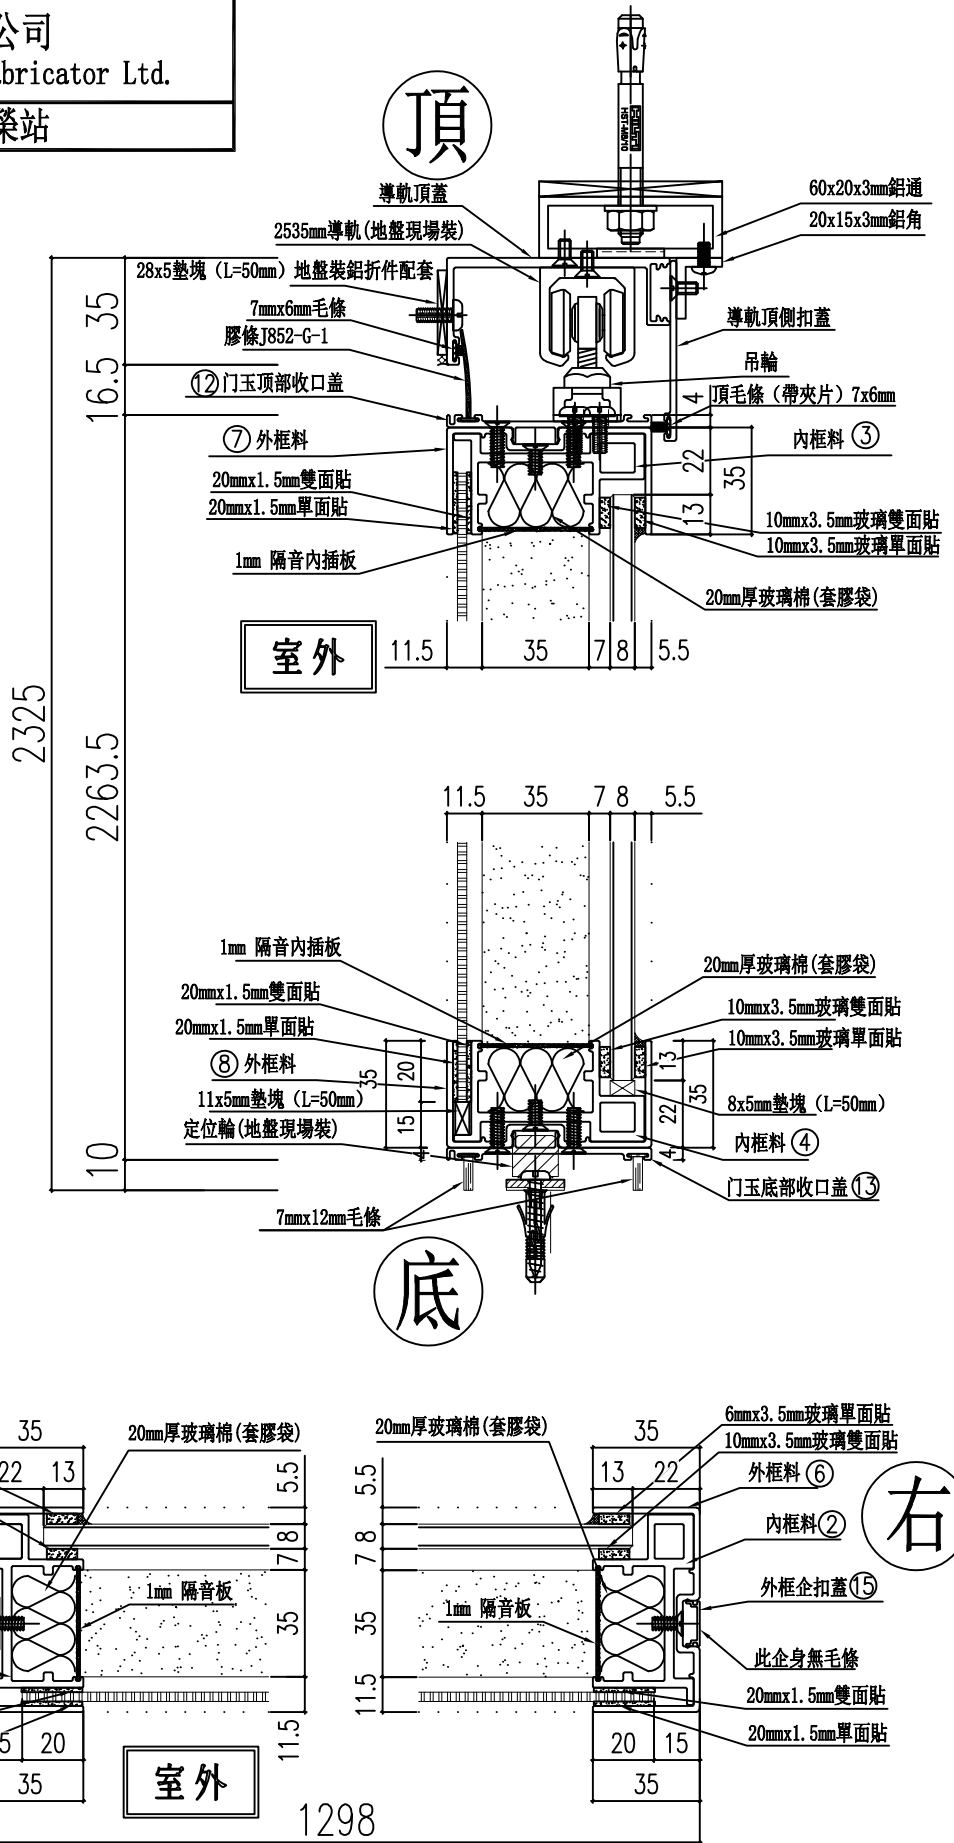 公司
bricator Ltd.
榮站
頂
HST-M8/10
導軌頂蓋
2535mm導軌(地盤現場裝)
28x5墊塊（L=50mm）地盤裝鋁折件配套
7mmx6mm毛條
膠條J852-G-1
⑫门玉顶部收口盖
⑦外框料
20mmx1.5mm雙面貼
20mmx1.5mm單面貼
1mm 隔音內插板
60x20x3mm鋁通
20x15x3mm鋁角
導軌頂側扣蓋
吊輪
頂毛條（帶夾片）7x6mm
內框料③
10mmx3.5mm玻璃雙面貼
10mmx3.5mm玻璃單面貼
20mm厚玻璃棉(套膠袋)
35
16.5
2325
2263.5
10
4
22
13
35
室外
11.5 35 7 8 5.5
11.5 35 7 8 5.5
1mm 隔音內插板
20mmx1.5mm雙面貼
20mmx1.5mm單面貼
⑧外框料
11x5mm墊塊（L=50mm）
定位輪(地盤現場裝)
7mmx12mm毛條
35
20
15
4
20mm厚玻璃棉(套膠袋)
10mmx3.5mm玻璃雙面貼
10mmx3.5mm玻璃單面貼
8x5mm墊塊（L=50mm）
內框料④
门玉底部收口盖⑬
13
22
35
4
底
35
22 13
20mm厚玻璃棉(套膠袋)
5.5
8
7
35
11.5
1mm 隔音板
5 20
35
室外
20mm厚玻璃棉(套膠袋)
5.5
8
7
35
11.5
1mm 隔音板
35
13 22
6mmx3.5mm玻璃單面貼
10mmx3.5mm玻璃雙面貼
外框料⑥
內框料②
外框企扣蓋⑮
此企身無毛條
20mmx1.5mm雙面貼
20mmx1.5mm單面貼
右
20 15
35
1298